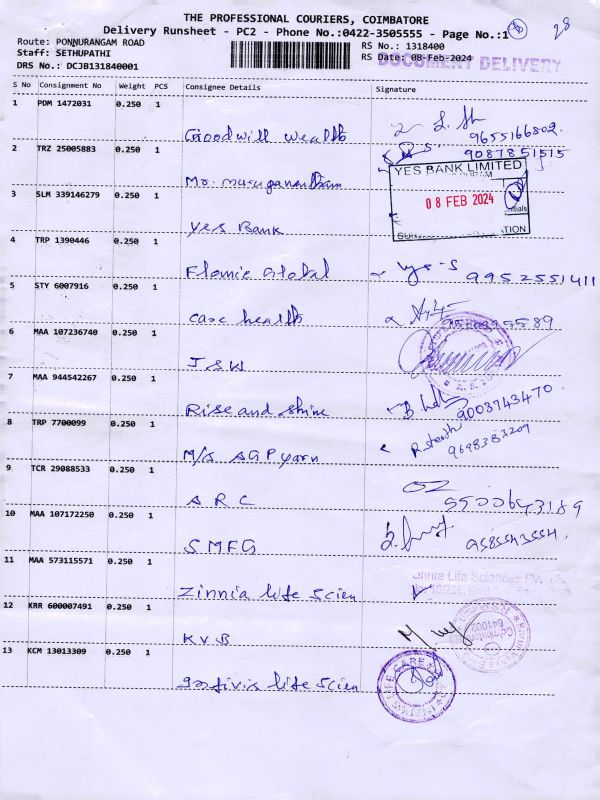 THE PROFESSIONAL COURIERS, COIMBATORE
Delivery Runsheet - PC2 - Phone No.:0422-3505555 - Page No.:1
28
Route: PONNURANGAM ROAD
RS No.: 1318400
Staff: SETHUPATHI
RS Date: 08-Feb-2024
DOCUMENT DELIVERY
DRS No.: DCJB131840001
S No Consignment No Weight PCS Consignee Details Signature
1 PDM 1472031 0.250 1
Goodwill Wealth 9655166802.
2 TRZ 25005883 0.250 1 9087851515
Mr. Muruganantham
YES BANK LIMITED
3 SLM 339146279 0.250 1
08 FEB 2024
Yes Bank
4 TRP 1390446 0.250 1
Flomic Global 9952551411
5 STY 6007916 0.250 1
Case health
6 MAA 107236740 0.250 1
JSW
7 MAA 944542267 0.250 1
Rise and shine 9003743470.
8 TRP 7700099 0.250 1
M/s AGP yarn
9 TCR 29088533 0.250 1
ARC
10 MAA 107172250 0.250 1
SMFG
11 MAA 573115571 0.250 1
Zinnia life Scien
Zinnia Life Sciences Pvt.
12 KRR 600007491 0.250 1
KVB
13 KCM 13013309 0.250 1
life Scien